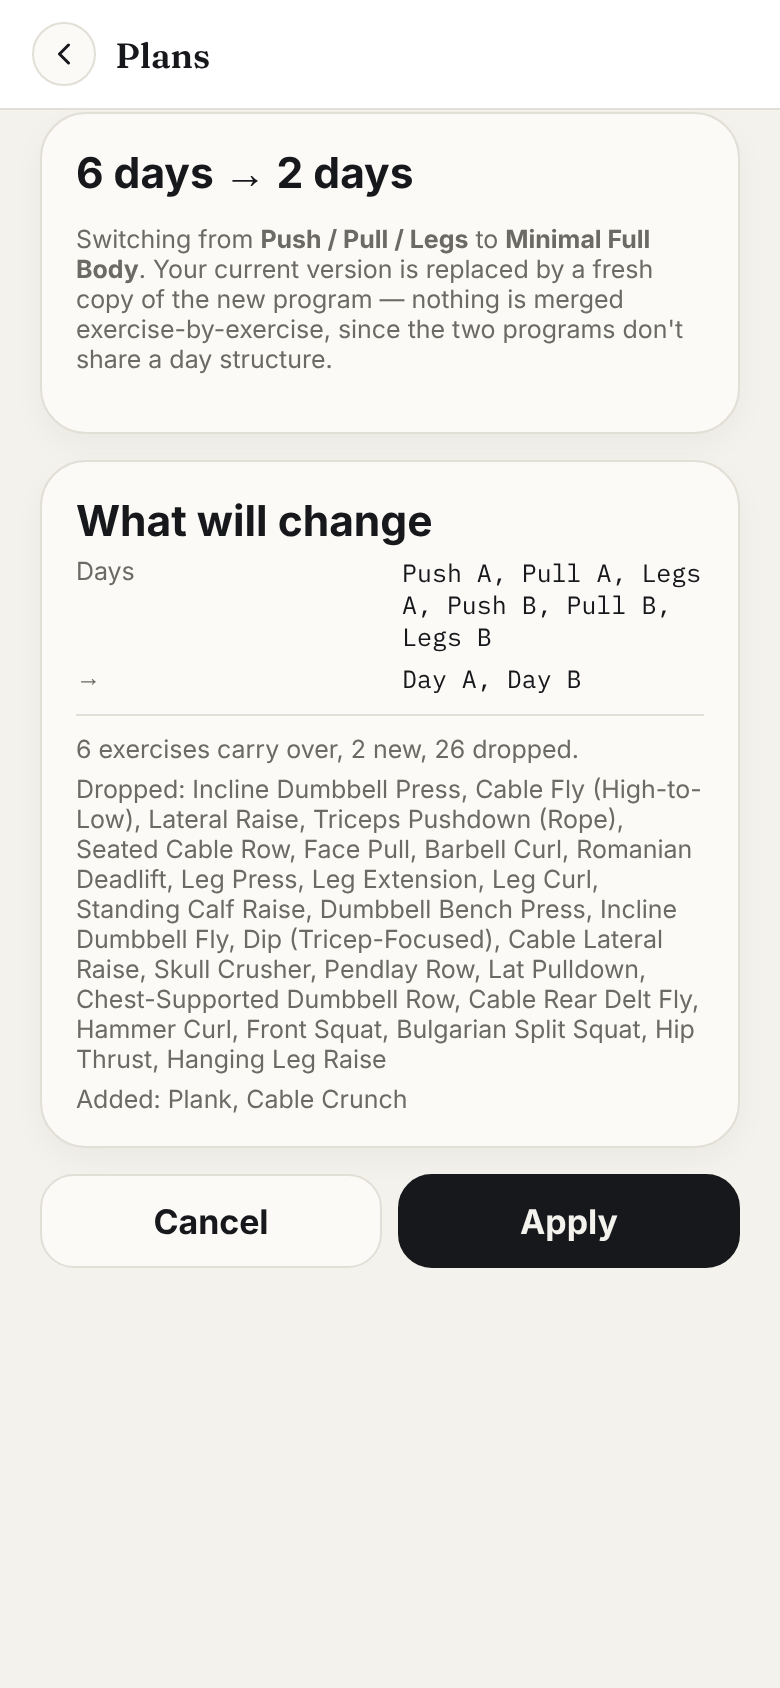 Plans
6 days → 2 days
Switching from Push / Pull / Legs to Minimal Full
Body. Your current version is replaced by a fresh
copy of the new program — nothing is merged
exercise-by-exercise, since the two programs don't
share a day structure.
What will change
Days
Push A, Pull A, Legs
A, Push B, Pull B,
Legs B
→ Day A, Day B
6 exercises carry over, 2 new, 26 dropped.
Dropped: Incline Dumbbell Press, Cable Fly (High-to-
Low), Lateral Raise, Triceps Pushdown (Rope),
Seated Cable Row, Face Pull, Barbell Curl, Romanian
Deadlift, Leg Press, Leg Extension, Leg Curl,
Standing Calf Raise, Dumbbell Bench Press, Incline
Dumbbell Fly, Dip (Tricep-Focused), Cable Lateral
Raise, Skull Crusher, Pendlay Row, Lat Pulldown,
Chest-Supported Dumbbell Row, Cable Rear Delt Fly,
Hammer Curl, Front Squat, Bulgarian Split Squat, Hip
Thrust, Hanging Leg Raise
Added: Plank, Cable Crunch
Cancel
Apply